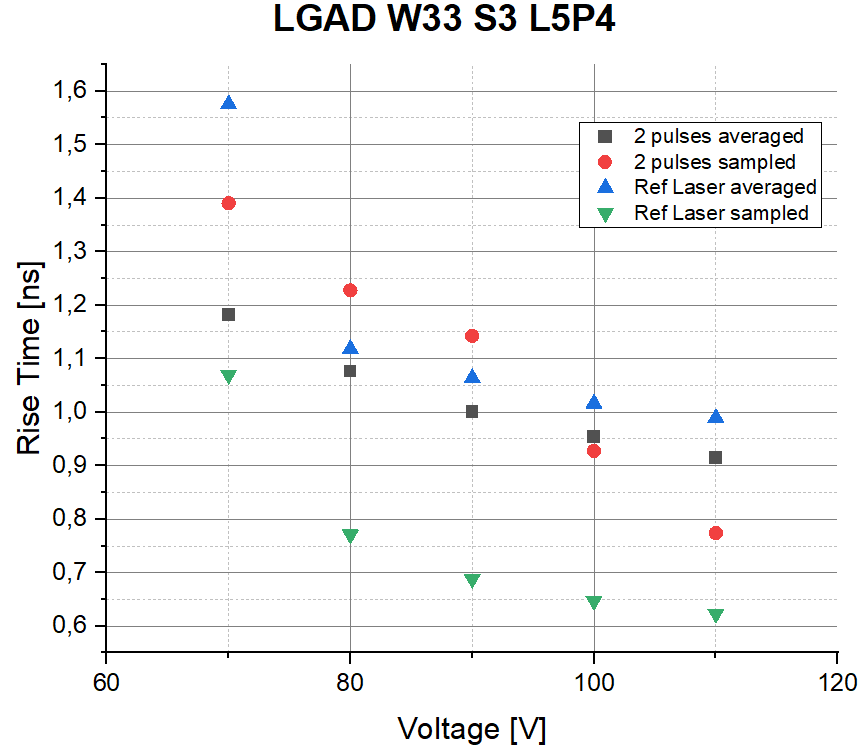 LGAD W33 S3 L5P4
1,6
1,5
1,4
1,3
1,2
1,1
1,0
0,9
0,8
0,7
0,6
Rise Time [ns]
2 pulses averaged
2 pulses sampled
Ref Laser averaged
Ref Laser sampled
60 80 100 120
Voltage [V]